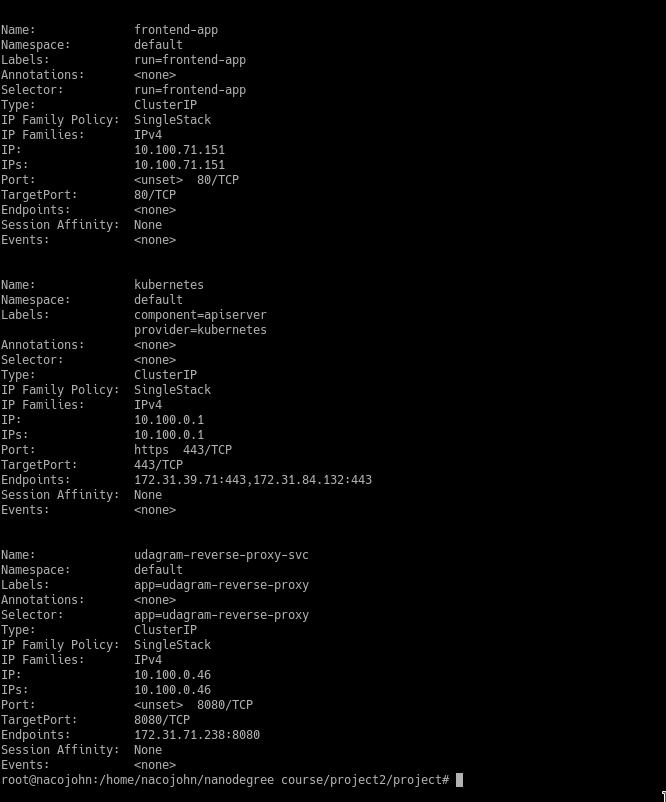 Name:              frontend-app
Namespace:         default
Labels:            run=frontend-app
Annotations:       <none>
Selector:          run=frontend-app
Type:              ClusterIP
IP Family Policy:  SingleStack
IP Families:       IPv4
IP:                10.100.71.151
IPs:               10.100.71.151
Port:              <unset>  80/TCP
TargetPort:        80/TCP
Endpoints:         <none>
Session Affinity:  None
Events:            <none>
Name:              kubernetes
Namespace:         default
Labels:            component=apiserver
                   provider=kubernetes
Annotations:       <none>
Selector:          <none>
Type:              ClusterIP
IP Family Policy:  SingleStack
IP Families:       IPv4
IP:                10.100.0.1
IPs:               10.100.0.1
Port:              https  443/TCP
TargetPort:        443/TCP
Endpoints:         172.31.39.71:443,172.31.84.132:443
Session Affinity:  None
Events:            <none>
Name:              udagram-reverse-proxy-svc
Namespace:         default
Labels:            app=udagram-reverse-proxy
Annotations:       <none>
Selector:          app=udagram-reverse-proxy
Type:              ClusterIP
IP Family Policy:  SingleStack
IP Families:       IPv4
IP:                10.100.0.46
IPs:               10.100.0.46
Port:              <unset>  8080/TCP
TargetPort:        8080/TCP
Endpoints:         172.31.71.238:8080
Session Affinity:  None
Events:            <none>
root@nacojohn:/home/nacojohn/nanodegree course/project2/project#